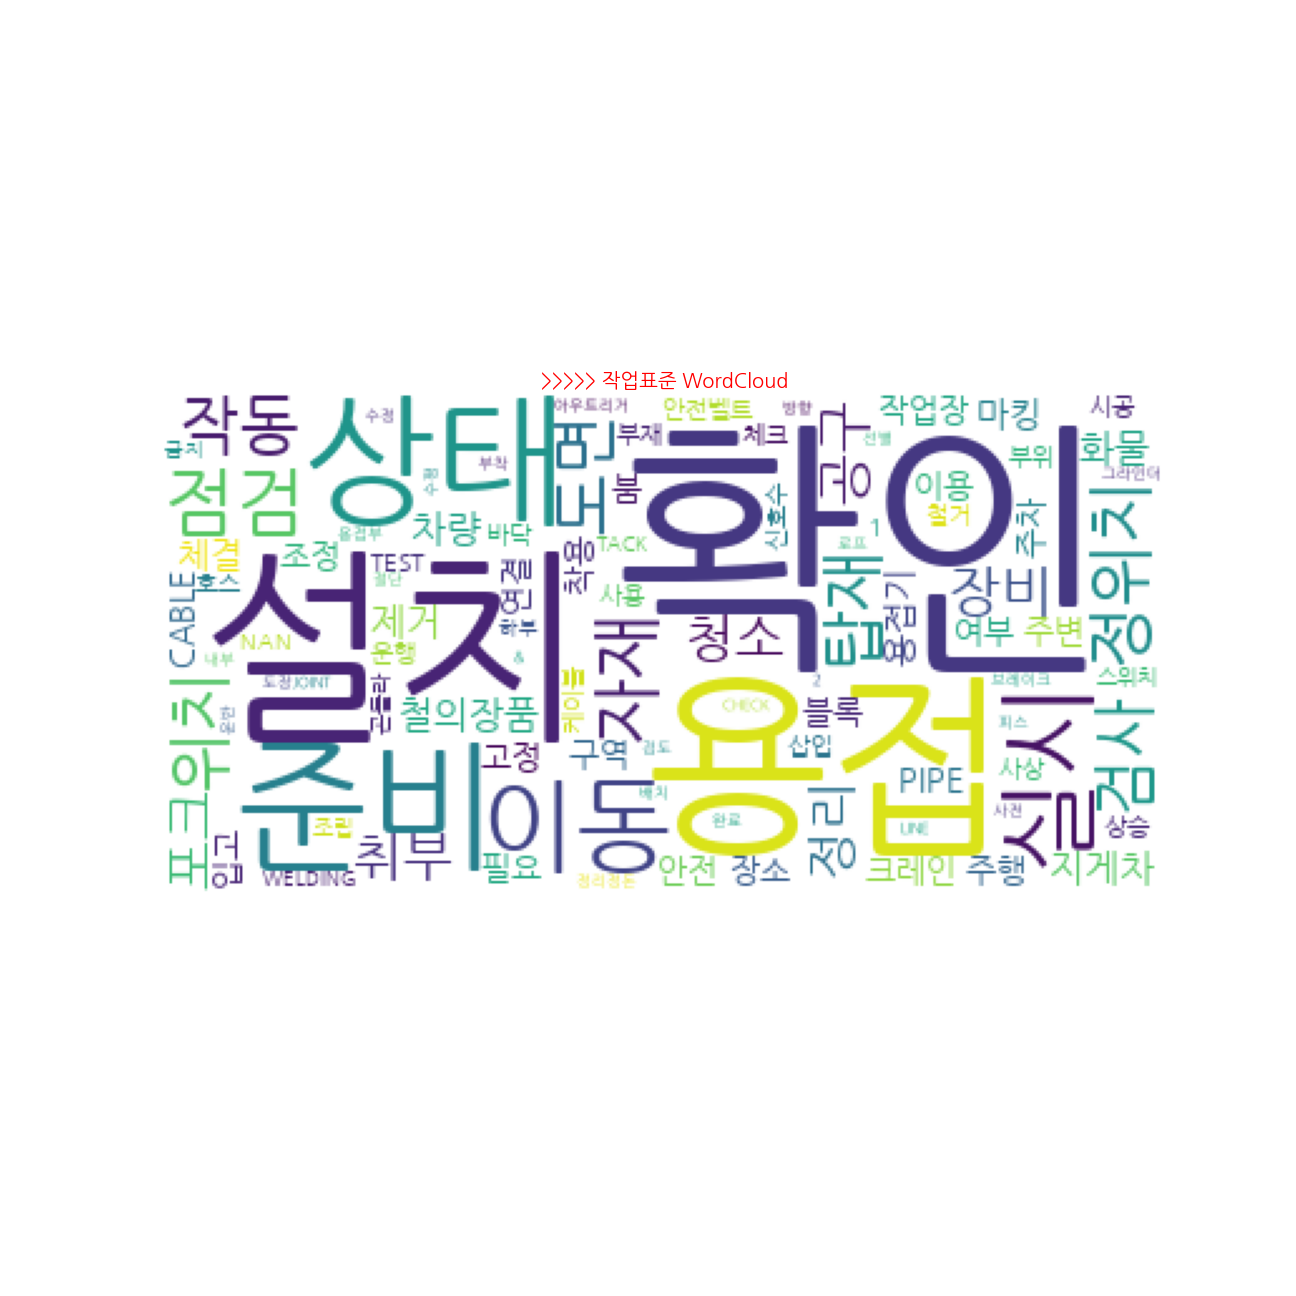 >>>>> 작업표준 WordCloud
작동
수정
상태
아우트리거
안전벨트
방향
작업장
마킹
시공
도면
부재
체크
공구
선별
부위
화물
점검
부착
붐
확인
이용
철거
그라인더
차량
바닥
신호수
1
주차
정위치
용접부
체결
조정
TEST
절단
연결
착용
TACK
로프
사용
탑재
용접기
장비
CABLE
호스
설치
제거
하부
자재
청소
여부
주변
NAN
운행
&
내부
도장
JOINT
곤돌라
케이블
2
브레이크
스위치
운반
철의장품
CHECK
블록
피스
포크위치
준비
고정
구역
점도
용접
삽입
PIPE
실시
사상
검사
이동
배치
조립
완료
정리
LINE
사전
상승
입고
WELDING
취부
필요
정리정돈
안전
장소
크레인
주행
지게차